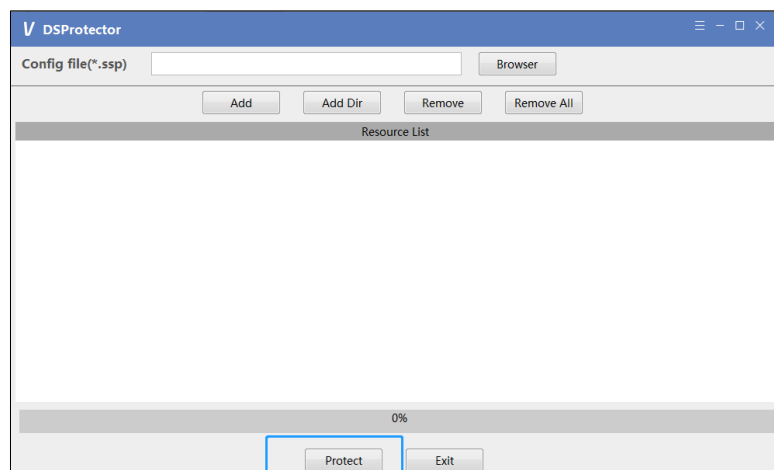 V DSProtector
Config file(*.ssp) Browser
Add Add Dir Remove Remove All
Resource List
0%
Protect Exit